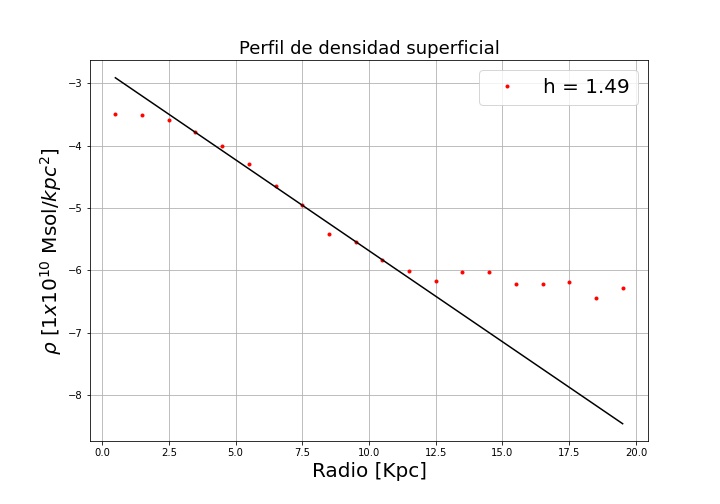 Perfil de densidad superficial
h = 1.49
ρ [1x10¹⁰ Msol/kpc²]
−3
−4
−5
−6
−7
−8
0.0 2.5 5.0 7.5 10.0 12.5 15.0 17.5 20.0
Radio [Kpc]